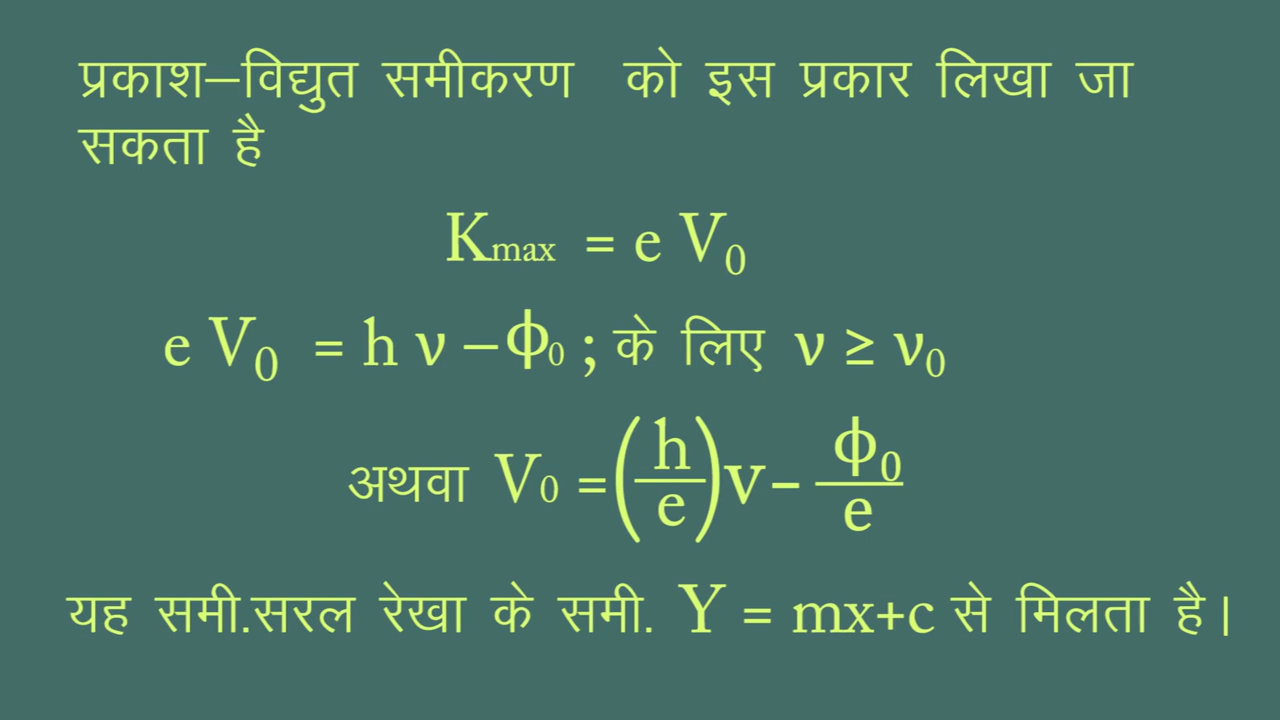 प्रकाश–विद्युत समीकरण को इस प्रकार लिखा जा
सकता है
Kmax = e V₀
e V₀ = h ν –ϕ₀ ; के लिए ν ≥ ν₀
अथवा V₀ =(h/e)ν– ϕ₀/e
यह समी.सरल रेखा के समी. Y = mx+c से मिलता है।